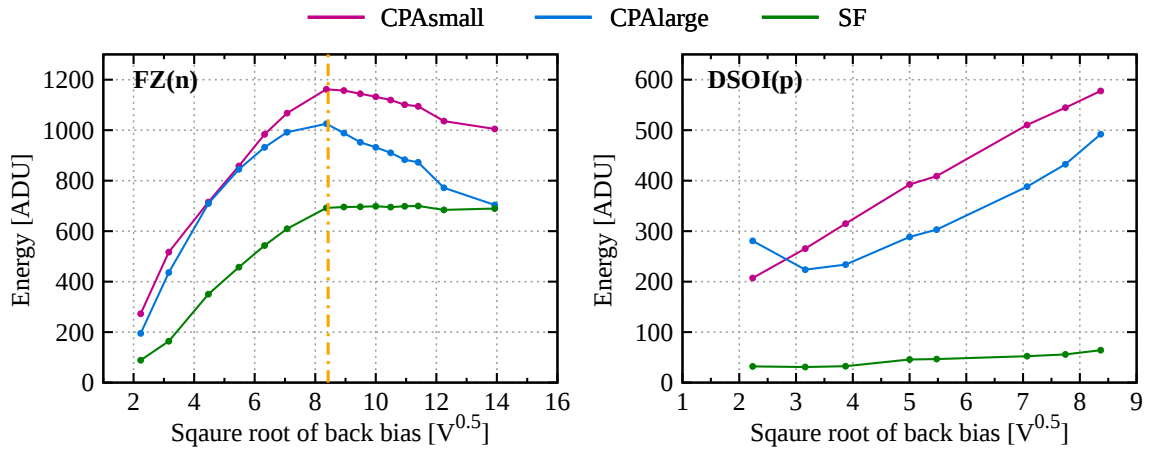 CPAsmall CPAlarge SF
FZ(n)
Energy [ADU]
1200
1000
800
600
400
200
0
2 4 6 8 10 12 14 16
Sqaure root of back bias [V^0.5]
DSOI(p)
Energy [ADU]
600
500
400
300
200
100
0
1 2 3 4 5 6 7 8 9
Sqaure root of back bias [V^0.5]